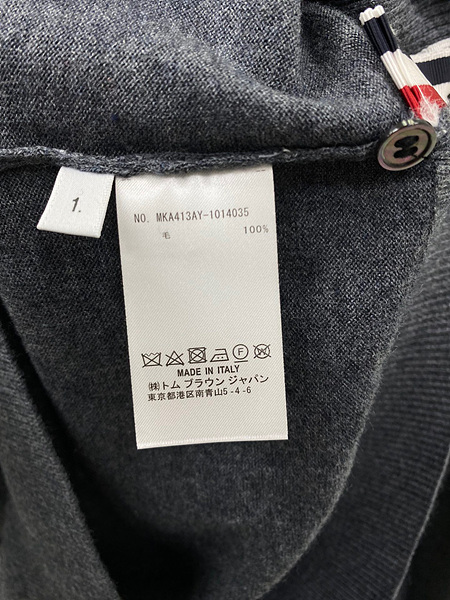 1.
NO. MKA413AY-1014035
毛 100%
MADE IN ITALY
㈱トム ブラウン ジャパン
東京都港区南青山5-4-6